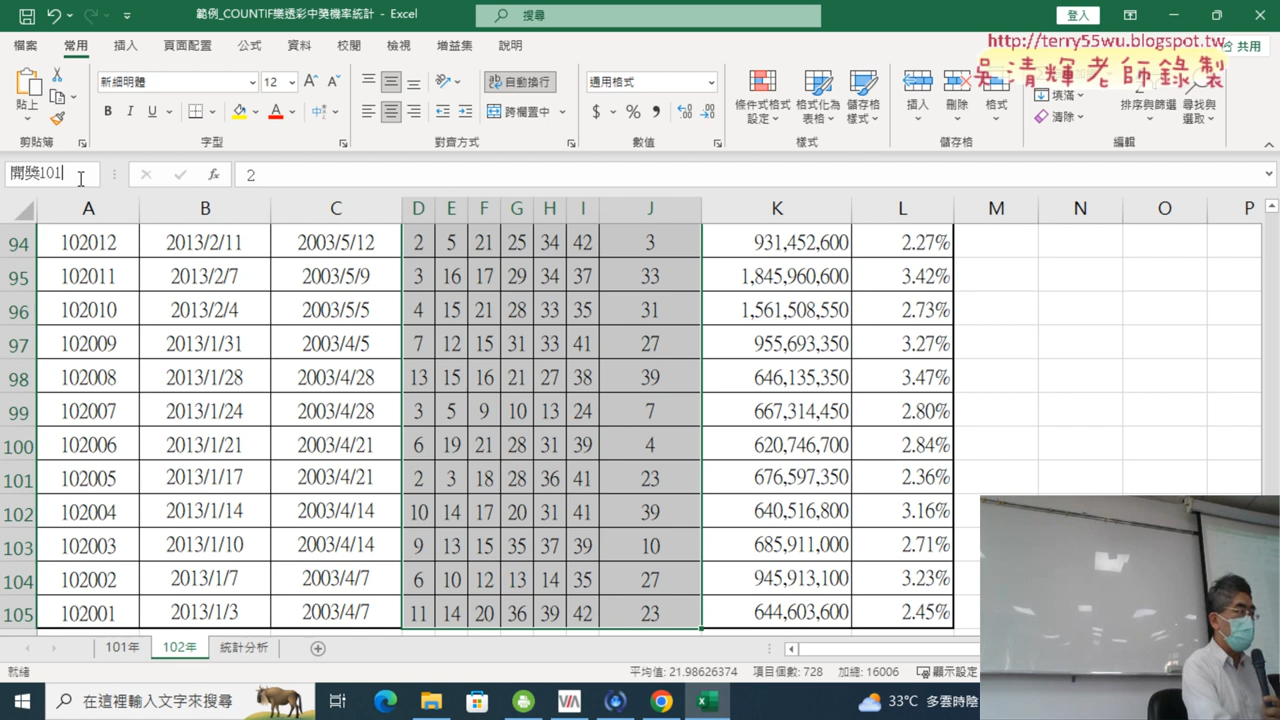 範例_COUNTIF樂透彩中獎機率統計 - Excel
搜尋
登入
檔案 常用 插入 頁面配置 公式 資料 校閱 檢視 增益集 說明
共用
http://terry55wu.blogspot.tw
吳清輝老師錄製
貼上
新細明體 12
B I U
自動換行
跨欄置中
通用格式
$ % ,
條件式格式設定 格式化為表格 儲存格樣式
插入 刪除 格式
填滿
清除
排序與篩選 尋找與選取
剪貼簿 字型 對齊方式 數值 樣式 儲存格 編輯
開獎101 fx 2
A B C D E F G H I J K L M N O P
94 102012 2013/2/11 2003/5/12 2 5 21 25 34 42 3 931,452,600 2.27%
95 102011 2013/2/7 2003/5/9 3 16 17 29 34 37 33 1,845,960,600 3.42%
96 102010 2013/2/4 2003/5/5 4 15 21 28 33 35 31 1,561,508,550 2.73%
97 102009 2013/1/31 2003/4/5 7 12 15 31 33 41 27 955,693,350 3.27%
98 102008 2013/1/28 2003/4/28 13 15 16 21 27 38 39 646,135,350 3.47%
99 102007 2013/1/24 2003/4/28 3 5 9 10 13 24 7 667,314,450 2.80%
100 102006 2013/1/21 2003/4/21 6 19 21 28 31 39 4 620,746,700 2.84%
101 102005 2013/1/17 2003/4/21 2 3 18 28 36 41 23 676,597,350 2.36%
102 102004 2013/1/14 2003/4/14 10 14 17 20 31 41 39 640,516,800 3.16%
103 102003 2013/1/10 2003/4/14 9 13 15 35 37 39 10 685,911,000 2.71%
104 102002 2013/1/7 2003/4/7 6 10 12 13 14 35 27 945,913,100 3.23%
105 102001 2013/1/3 2003/4/7 11 14 20 36 39 42 23 644,603,600 2.45%
101年 102年 統計分析
就緒 平均值: 21.98626374 項目個數: 728 加總: 16006 顯示設定
在這裡輸入文字來搜尋
33°C 多雲時陰